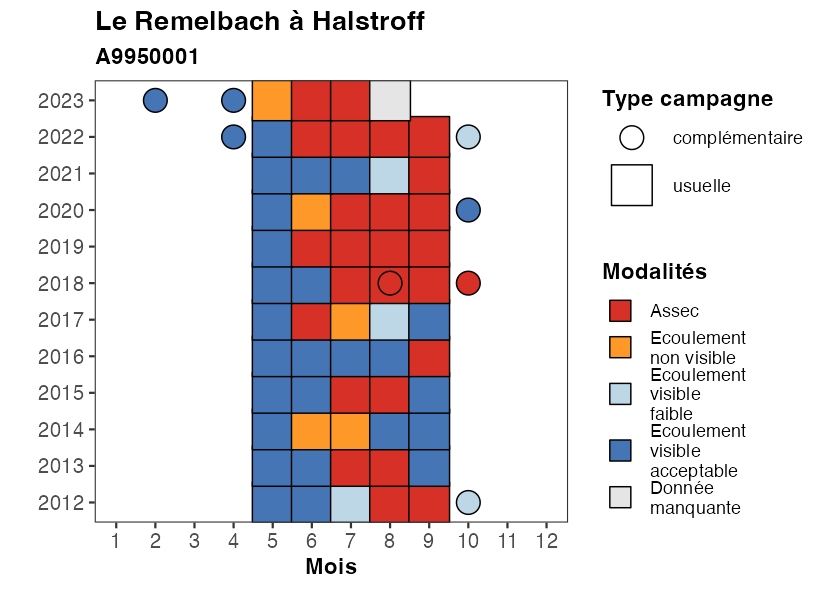 Le Remelbach à Halstroff
A9950001
2023
2022
2021
2020
2019
2018
2017
2016
2015
2014
2013
2012
1 2 3 4 5 6 7 8 9 10 11 12
Mois
Type campagne
complémentaire
usuelle
Modalités
Assec
Ecoulement
non visible
Ecoulement
visible
faible
Ecoulement
visible
acceptable
Donnée
manquante